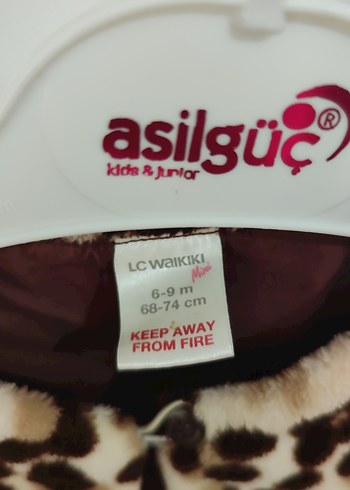 asilgüç®
kids & junior
LC WAIKIKI
Mini
6-9 m
68-74 cm
KEEP AWAY
FROM FIRE